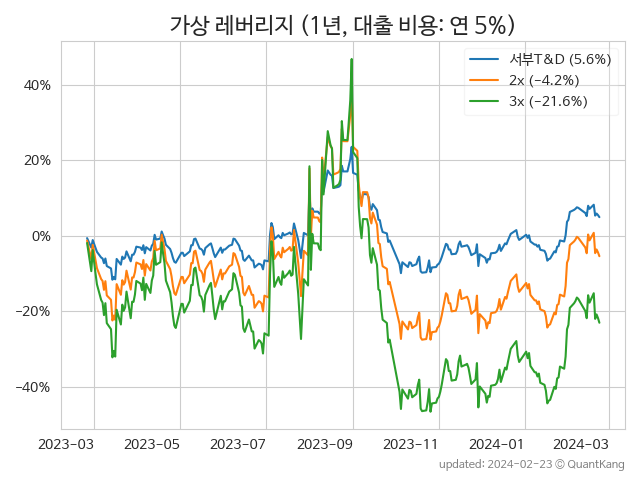 가상 레버리지 (1년, 대출 비용: 연 5%)
서부T&D (5.6%)
2x (−4.2%)
3x (−21.6%)
40%
20%
0%
−20%
−40%
2023-03 2023-05 2023-07 2023-09 2023-11 2024-01 2024-03
updated: 2024-02-23 ⓒ QuantKang